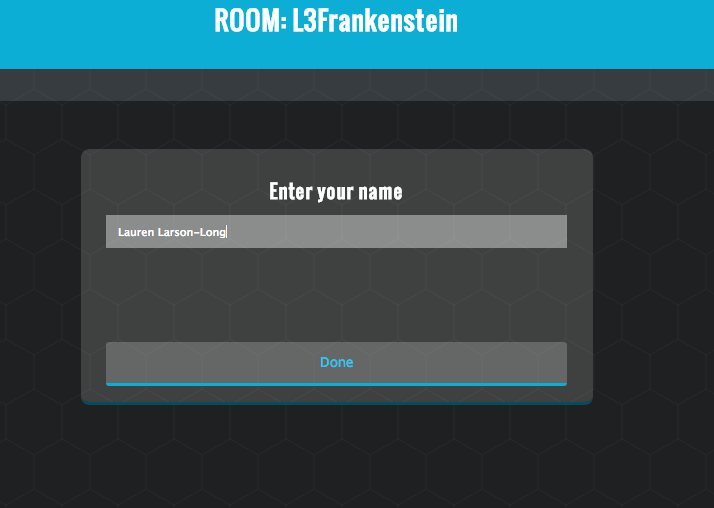 ROOM: L3Frankenstein
Enter your name
Lauren Larson-Long
Done